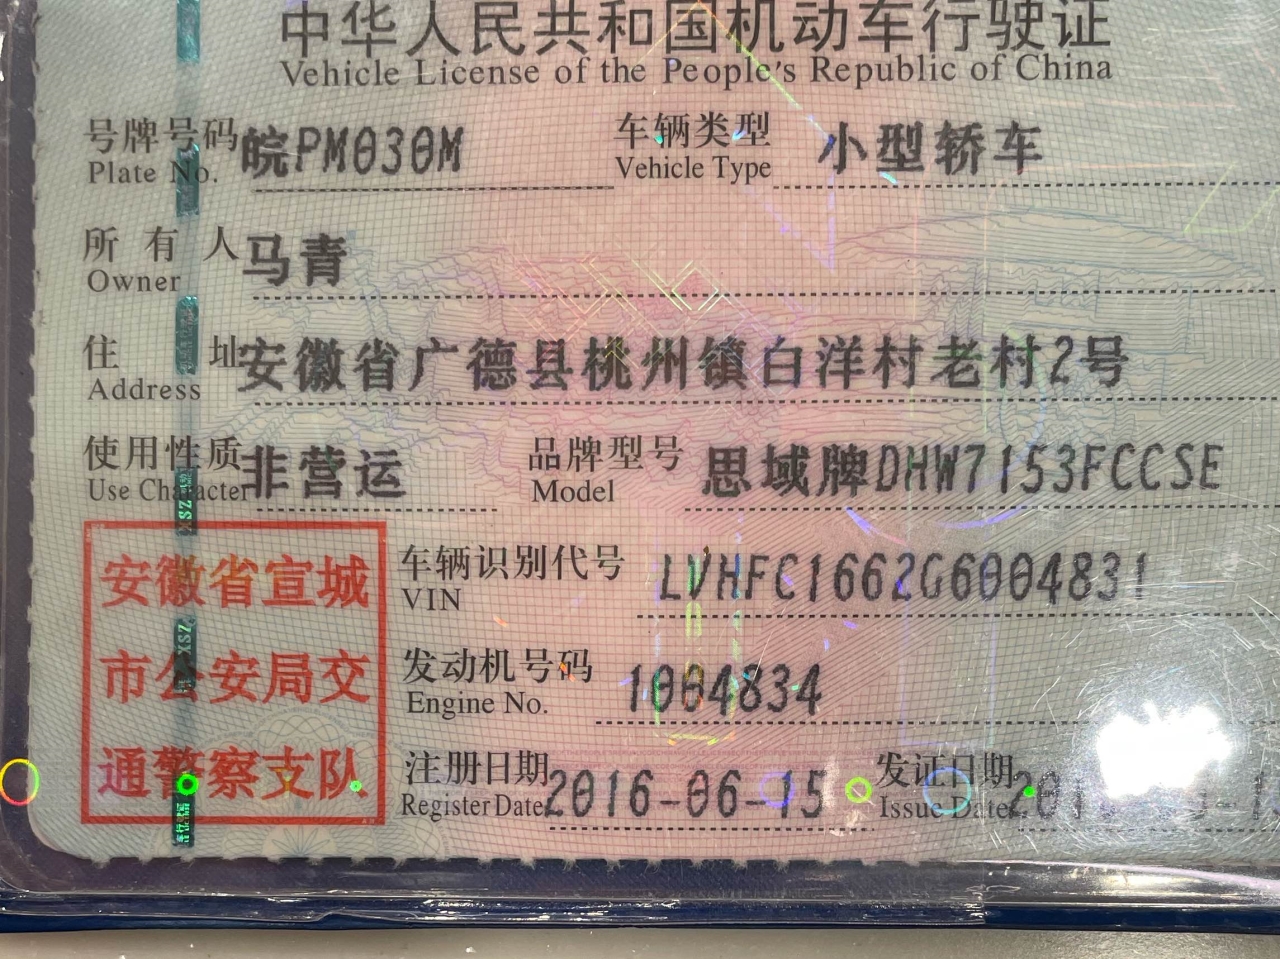 中华人民共和国机动车行驶证
Vehicle License of the People's Republic of China
号牌号码 皖PM030M 车辆类型 小型轿车
Plate No. Vehicle Type
所有人 马青
Owner
住址 安徽省广德县桃州镇白洋村老村2号
Address
使用性质 非营运 品牌型号 思域牌DHW7153FCCSE
Use Character Model
安徽省宣城
市公安局交
通警察支队
车辆识别代号 LVHFC1662G6004831
VIN
发动机号码 1004834
Engine No.
注册日期 2016-06-15 发证日期 201
Register Date Issue Date
XSZ
XSZ